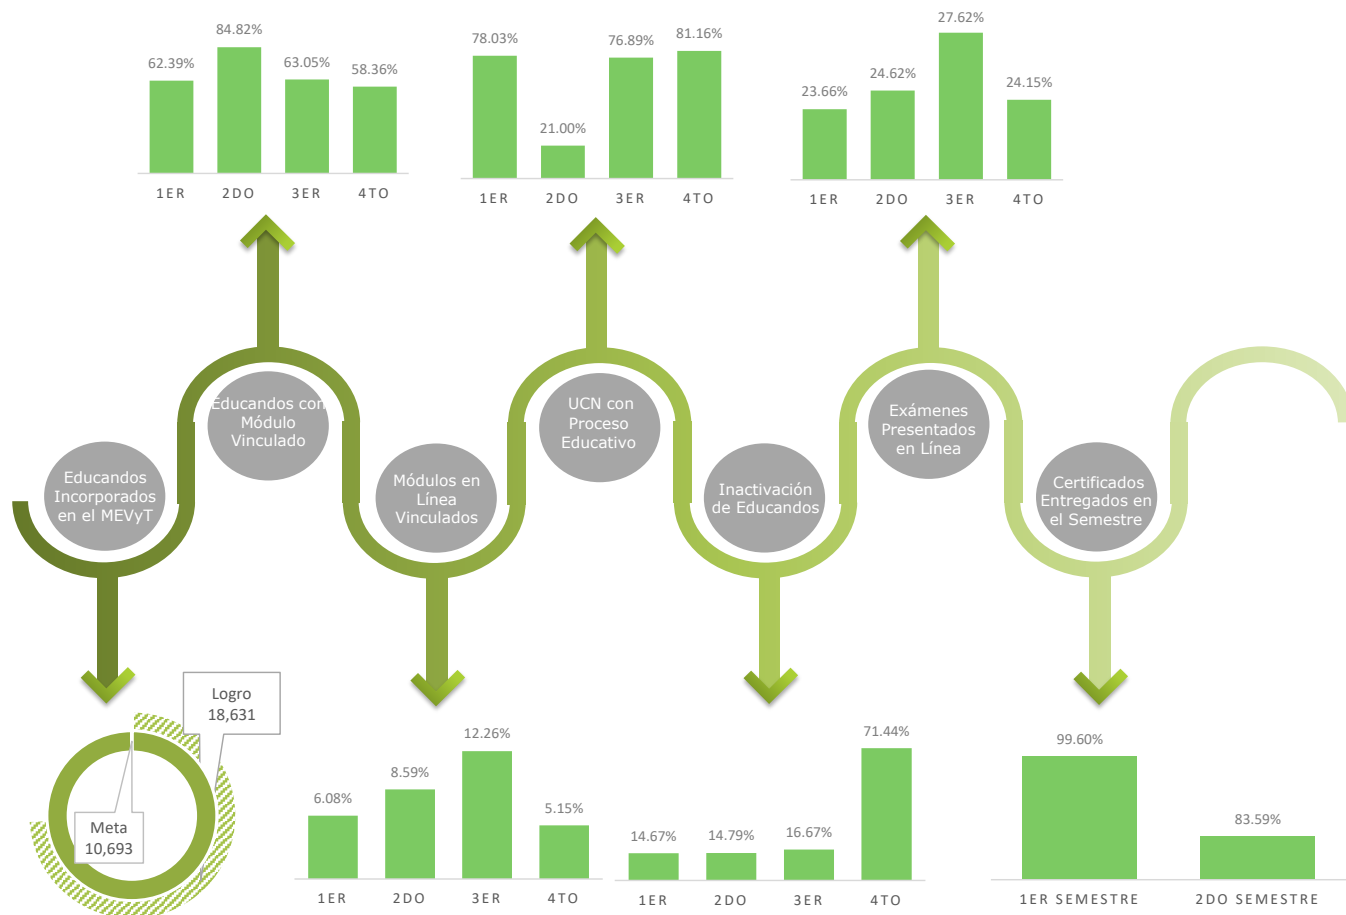 84.82%
62.39%
63.05%
58.36%
1ER
2DO
3ER
4TO
78.03%
21.00%
76.89%
81.16%
1ER
2DO
3ER
4TO
23.66%
24.62%
27.62%
24.15%
1ER
2DO
3ER
4TO
Educandos
Incorporados
en el MEVyT
Educandos con
Módulo
Vinculado
Módulos en
Línea
Vinculados
UCN con
Proceso
Educativo
Inactivación
de Educandos
Exámenes
Presentados
en Línea
Certificados
Entregados en
el Semestre
Logro
18,631
Meta
10,693
6.08%
8.59%
12.26%
5.15%
1ER
2DO
3ER
4TO
14.67%
14.79%
16.67%
71.44%
1ER
2DO
3ER
4TO
99.60%
83.59%
1ER SEMESTRE
2DO SEMESTRE